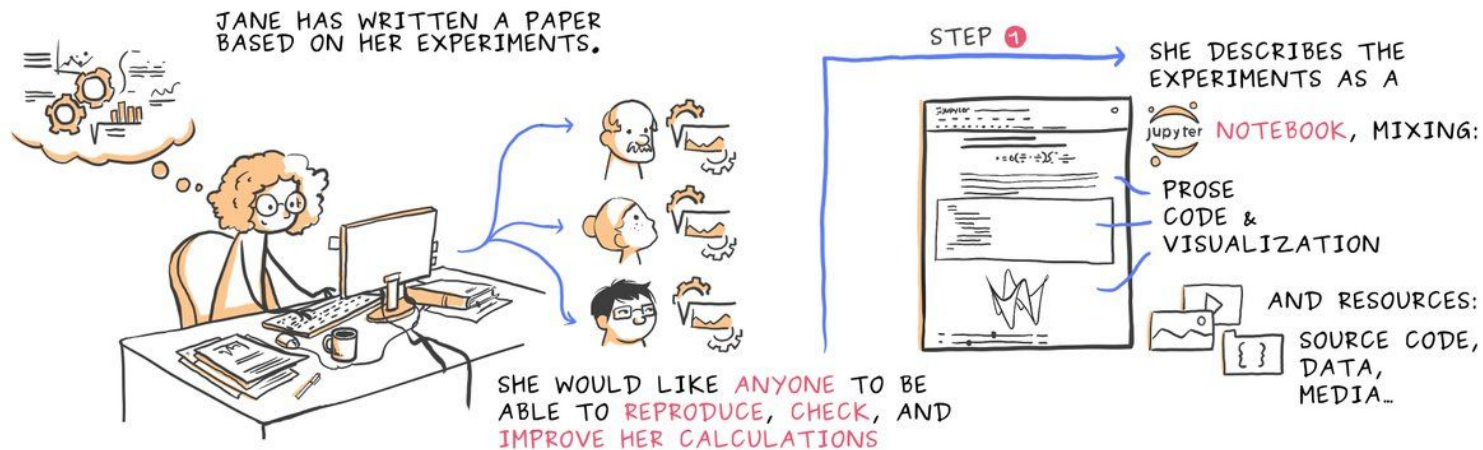 JANE HAS WRITTEN A PAPER
BASED ON HER EXPERIMENTS.
SHE WOULD LIKE ANYONE TO BE
ABLE TO REPRODUCE, CHECK, AND
IMPROVE HER CALCULATIONS
STEP 1
SHE DESCRIBES THE
EXPERIMENTS AS A
jupyter NOTEBOOK, MIXING:
PROSE
CODE &
VISUALIZATION
AND RESOURCES:
SOURCE CODE,
DATA,
MEDIA...